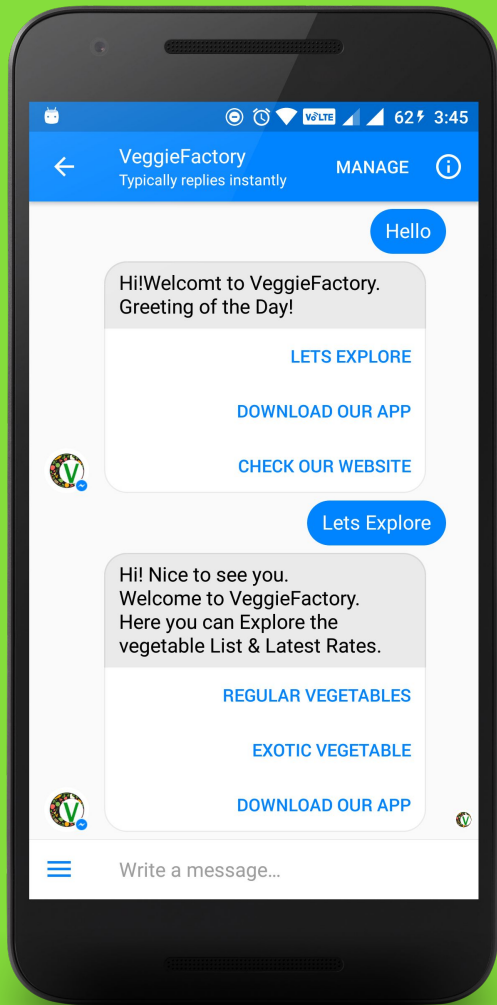 VoLTE 62 3:45
VeggieFactory
Typically replies instantly
MANAGE
Hello
Hi!Welcomt to VeggieFactory.
Greeting of the Day!
LETS EXPLORE
DOWNLOAD OUR APP
CHECK OUR WEBSITE
V
Lets Explore
Hi! Nice to see you.
Welcome to VeggieFactory.
Here you can Explore the
vegetable List & Latest Rates.
REGULAR VEGETABLES
EXOTIC VEGETABLE
DOWNLOAD OUR APP
V
V
Write a message...